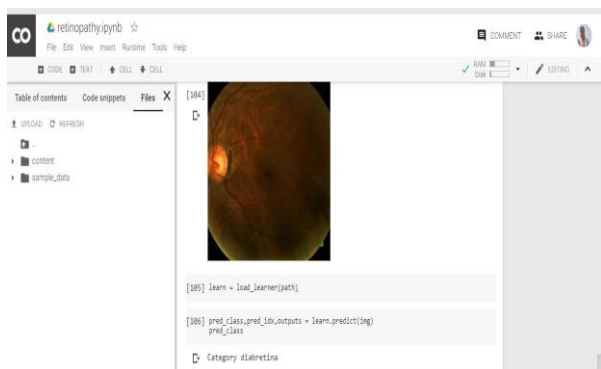 CO
retinopathy.ipynb
COMMENT SHARE
File Edit View Insert Runtime Tools Help
CODE TEXT CELL CELL
RAM
Disk
EDITING
Table of contents Code snippets Files X
UPLOAD REFRESH
..
content
sample_data
[104]
[105] learn = load_learner(path)
[106] pred_class,pred_idx,outputs = learn.predict(img)
pred_class
Category diabretina